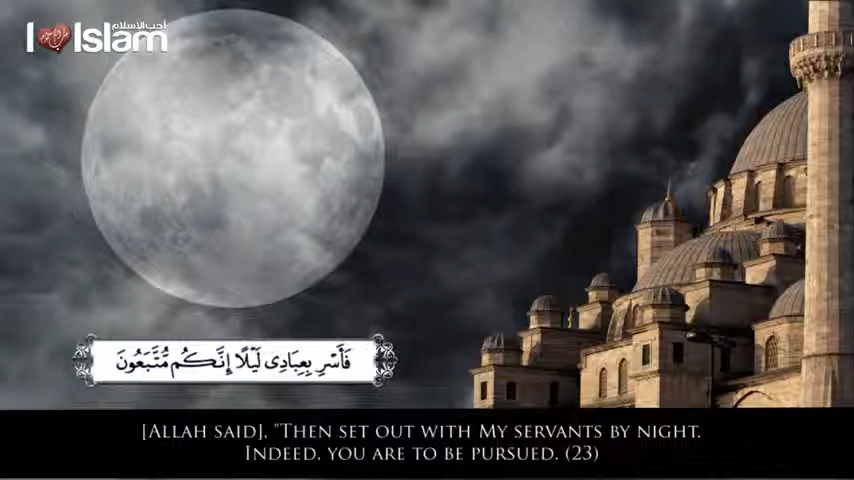 أحب الإسلام
I Islam
فَأَسْرِ بِعِبَادِى لَيْلًا إِنَّكُم مُّتَّبَعُونَ
[ALLAH SAID], "THEN SET OUT WITH MY SERVANTS BY NIGHT.
INDEED, YOU ARE TO BE PURSUED. (23)